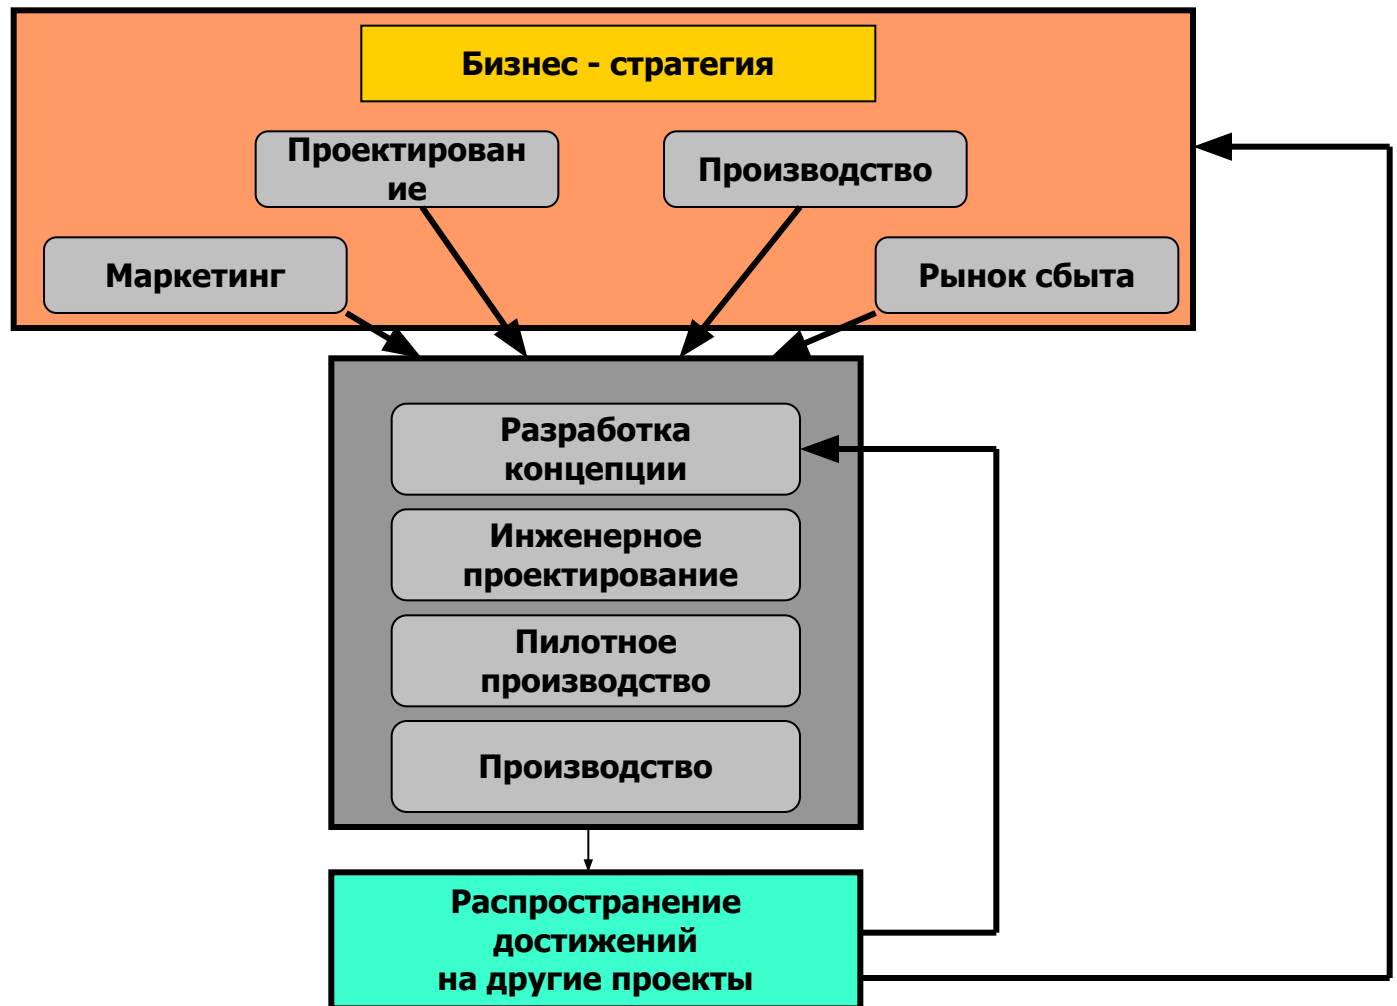 Бизнес - стратегия
Проектирован
ие
Производство
Маркетинг
Рынок сбыта
Разработка
концепции
Инженерное
проектирование
Пилотное
производство
Производство
Распространение
достижений
на другие проекты